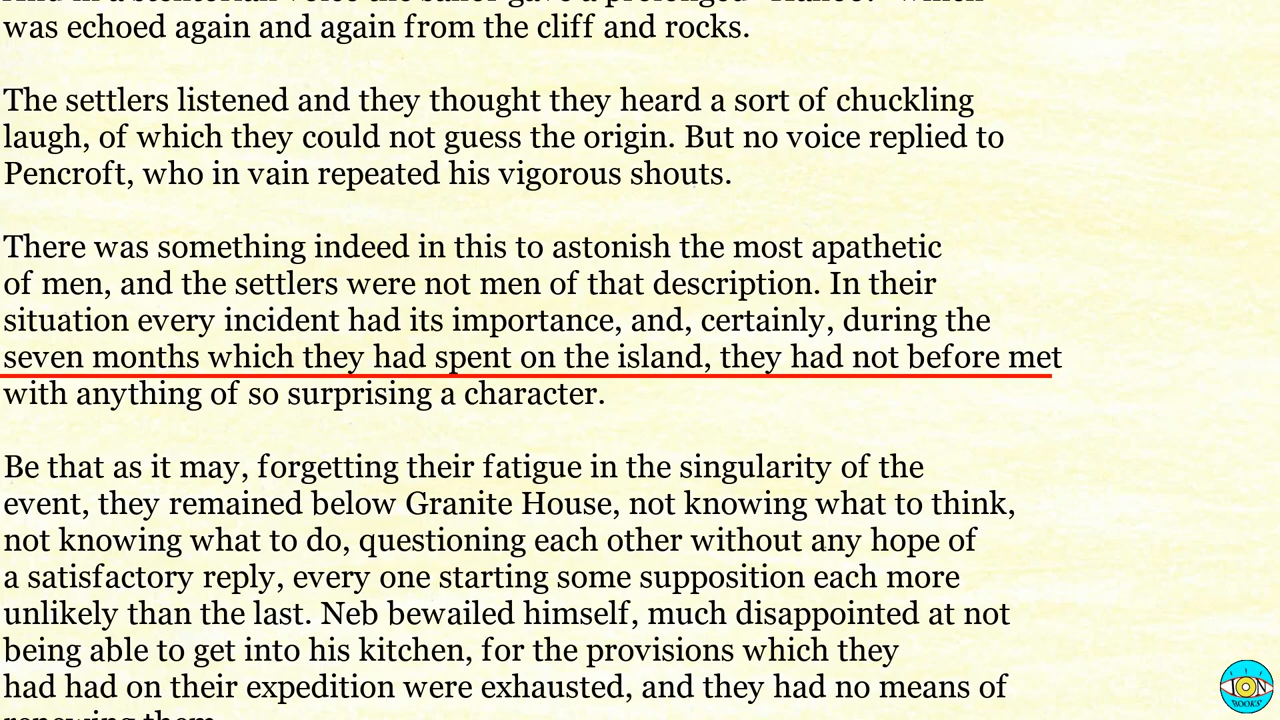 was echoed again and again from the cliff and rocks.
The settlers listened and they thought they heard a sort of chuckling
laugh, of which they could not guess the origin. But no voice replied to
Pencroft, who in vain repeated his vigorous shouts.
There was something indeed in this to astonish the most apathetic
of men, and the settlers were not men of that description. In their
situation every incident had its importance, and, certainly, during the
seven months which they had spent on the island, they had not before met
with anything of so surprising a character.
Be that as it may, forgetting their fatigue in the singularity of the
event, they remained below Granite House, not knowing what to think,
not knowing what to do, questioning each other without any hope of
a satisfactory reply, every one starting some supposition each more
unlikely than the last. Neb bewailed himself, much disappointed at not
being able to get into his kitchen, for the provisions which they
had had on their expedition were exhausted, and they had no means of
ION
BOOKS